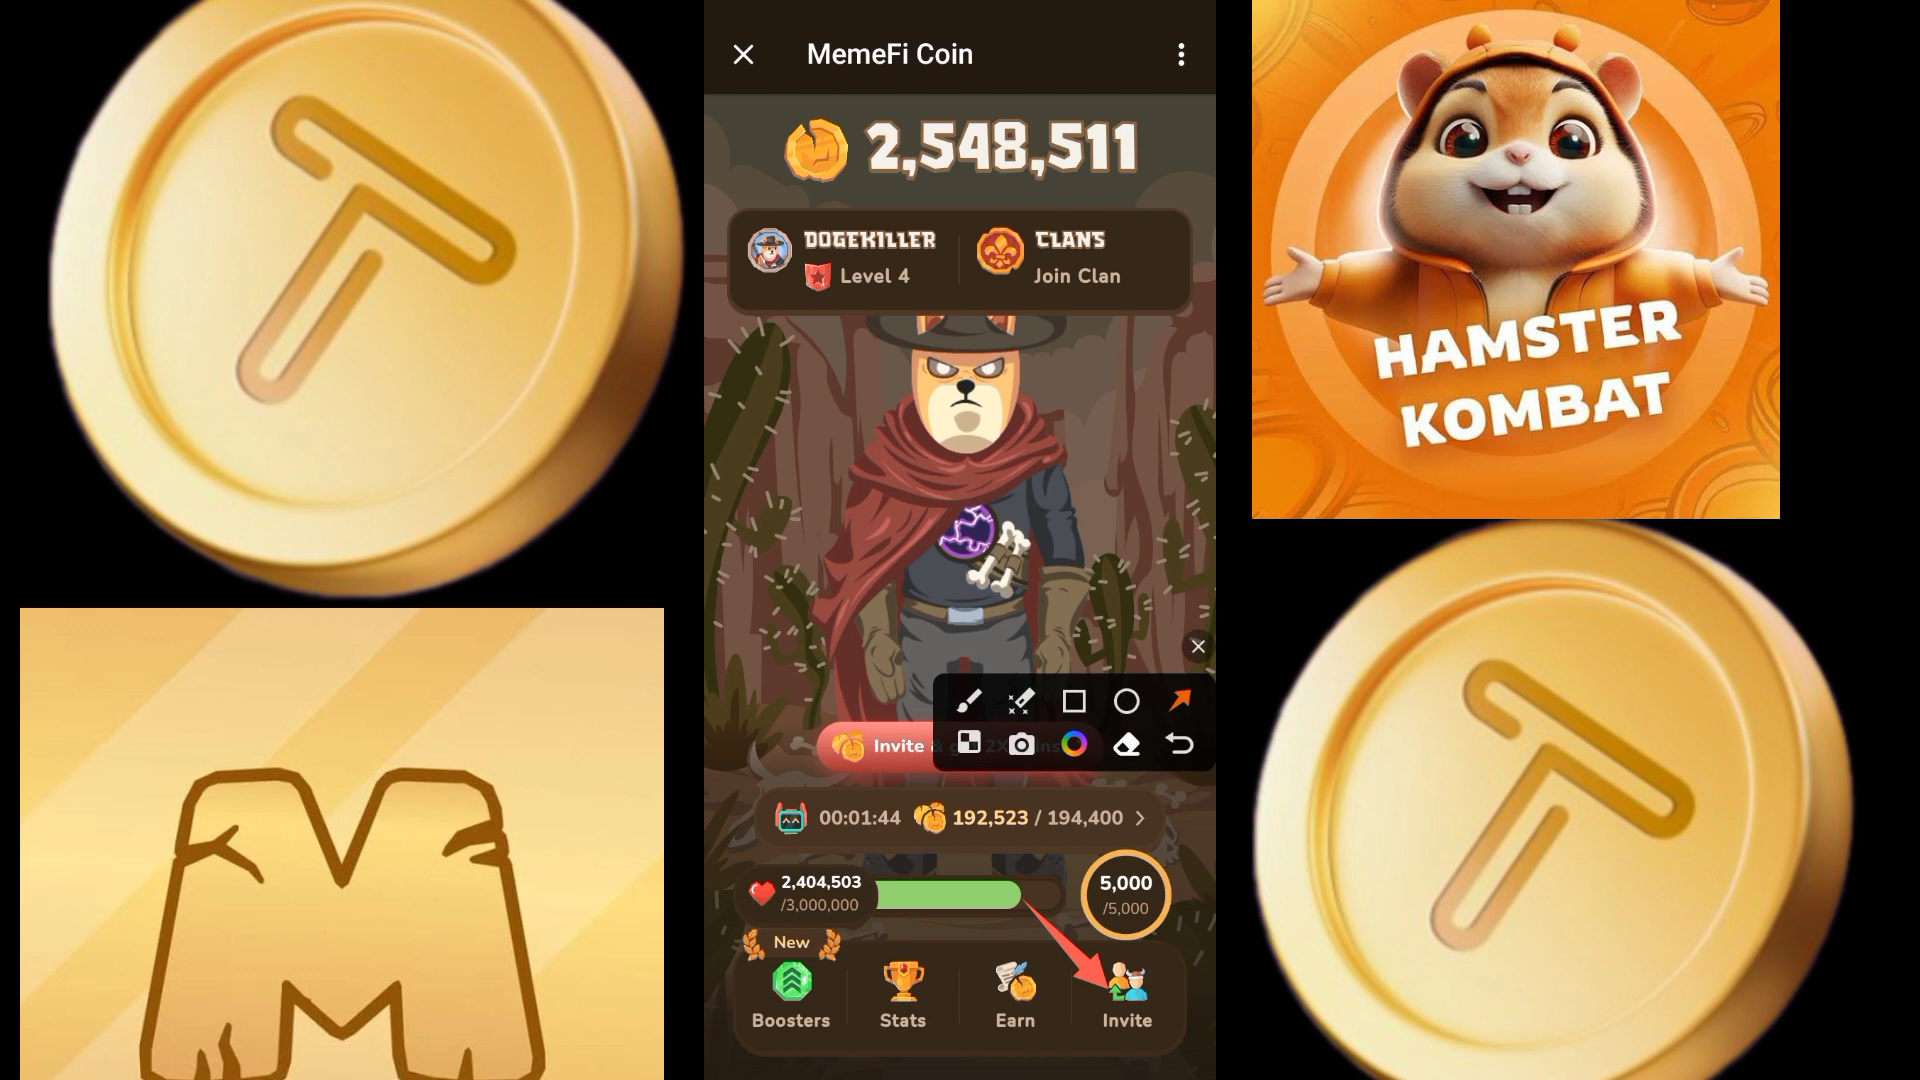 MemeFi Coin
2,548,511
DOGEKILLER
Level 4
CLANS
Join Clan
HAMSTER
KOMBAT
Invite
00:01:44 192,523 / 194,400
2,404,503
/3,000,000
5,000
/5,000
New
Boosters
Stats
Earn
Invite